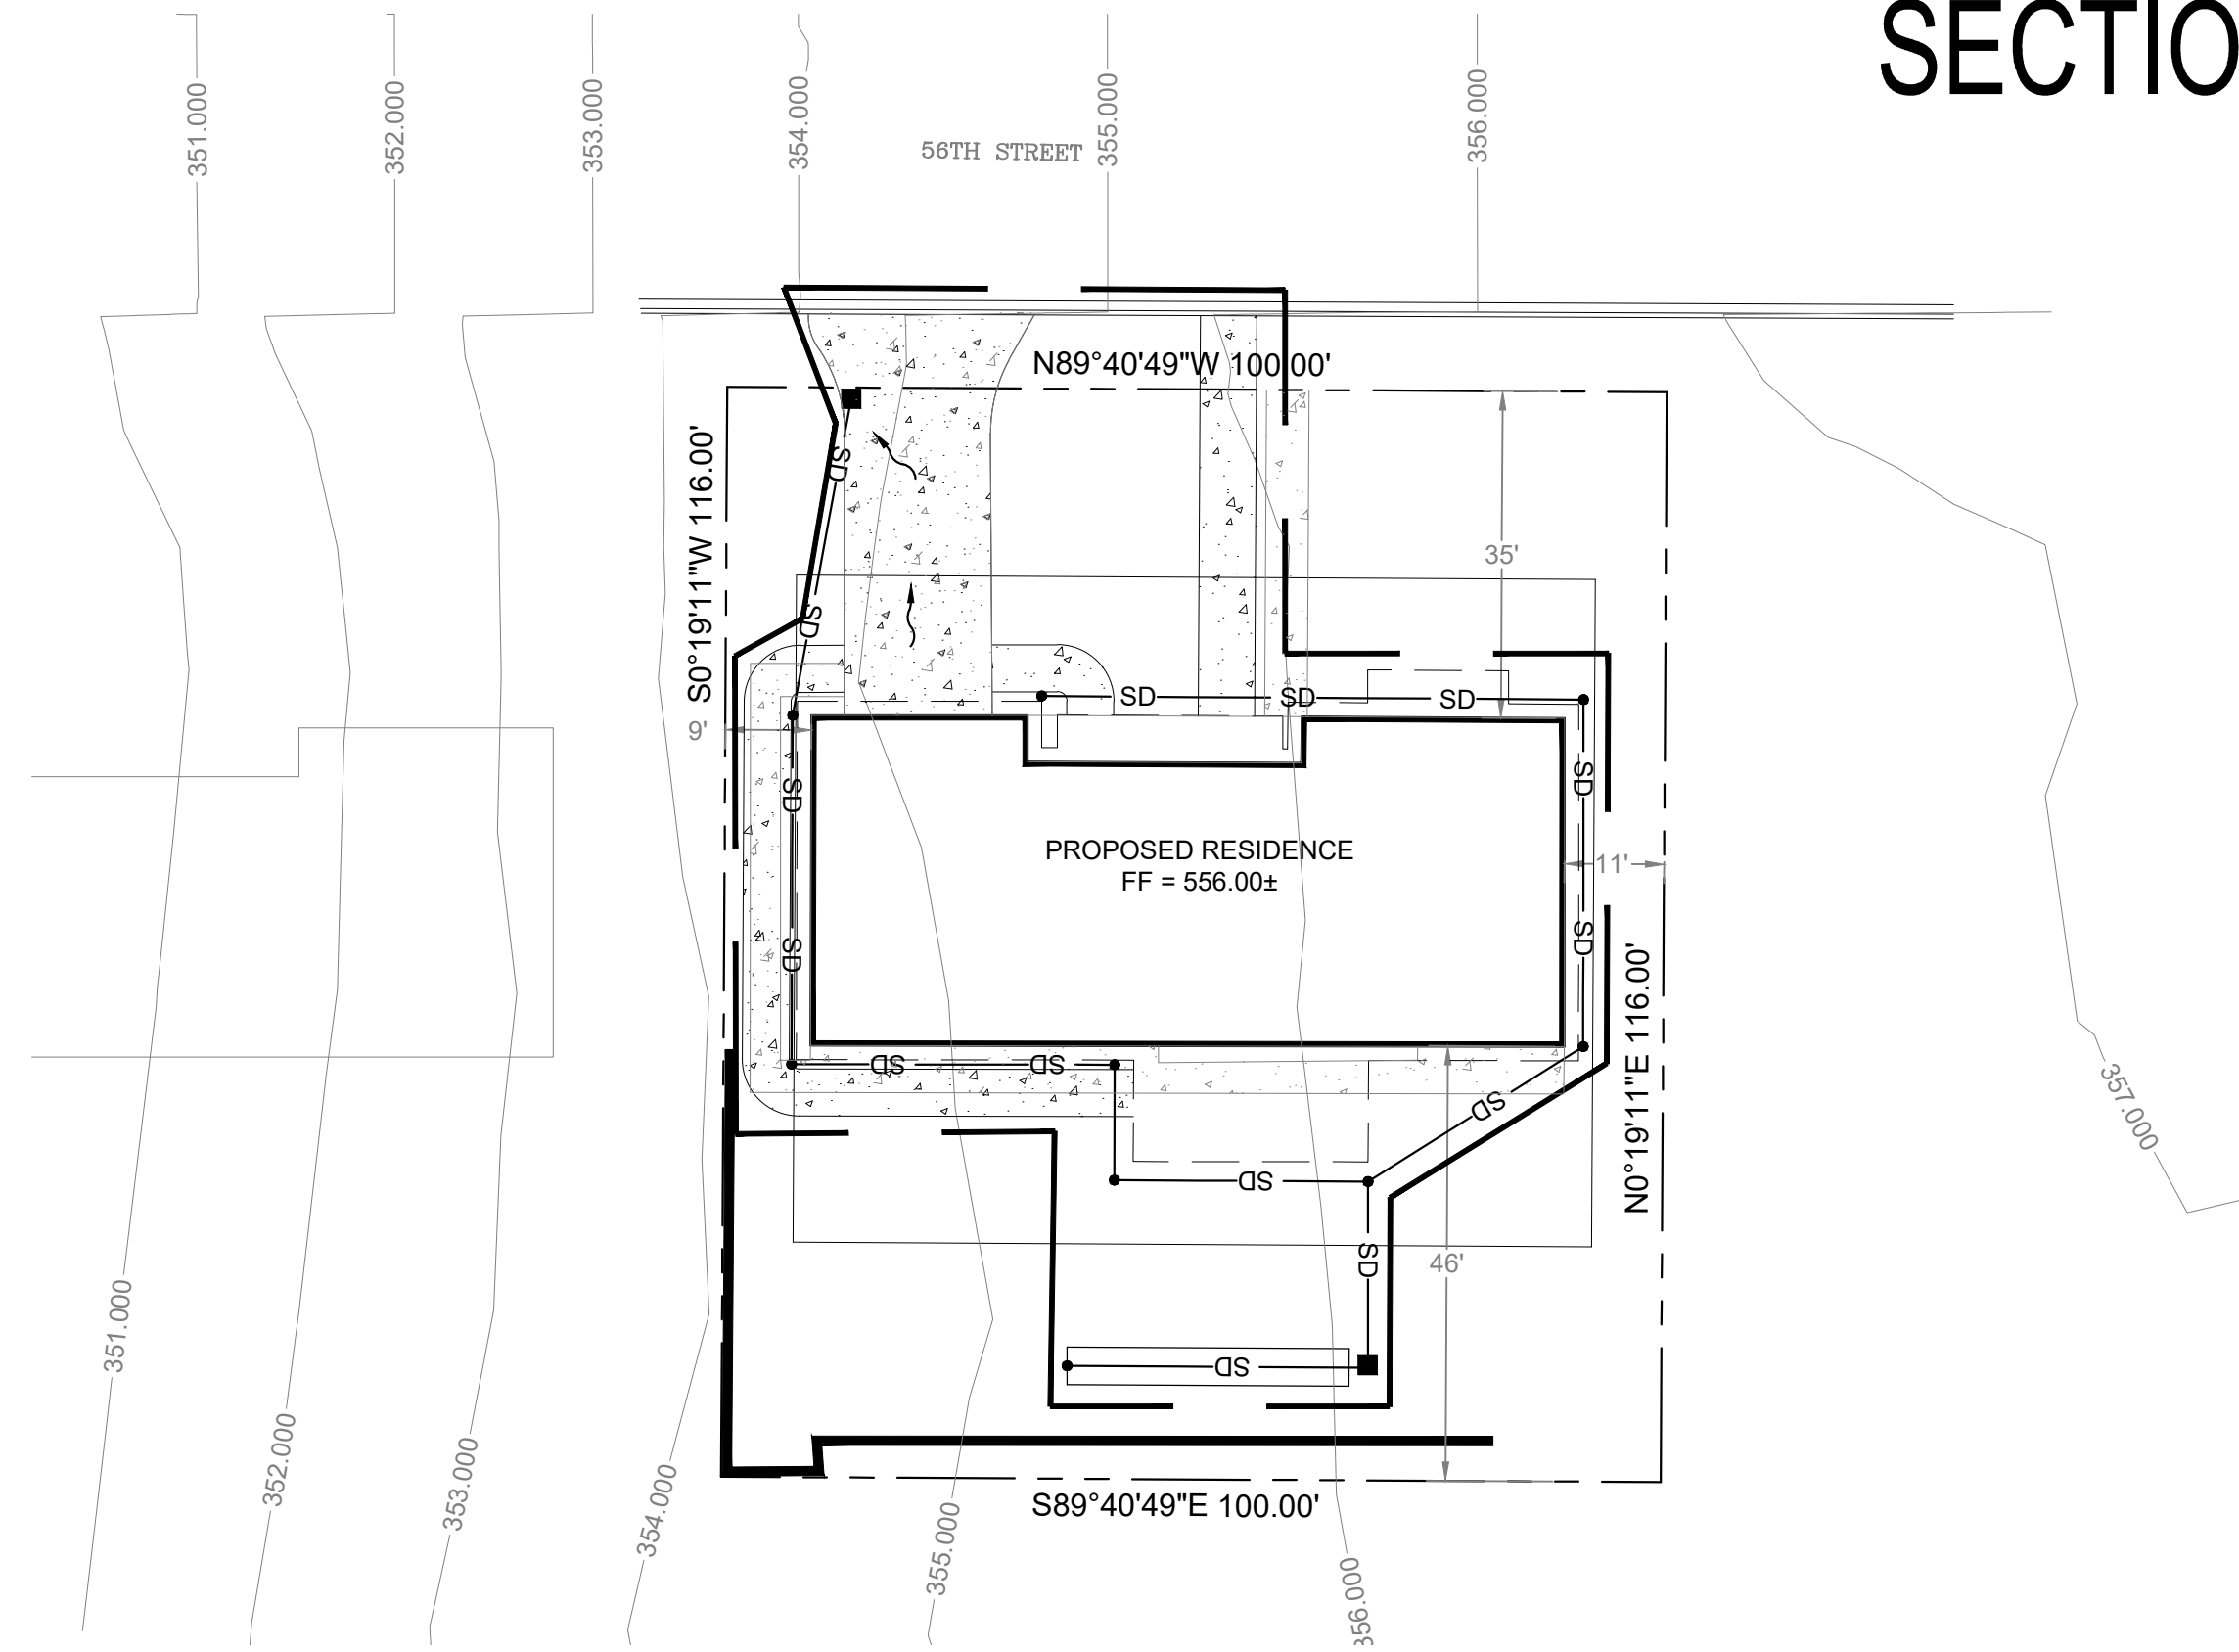 SECTIO
351.000
352.000
353.000
354.000
56TH STREET
355.000
356.000
N89°40'49"W 100.00'
S0°19'11"W 116.00'
SD
35'
SD
SD
SD
SD
9'
SD
SD
PROPOSED RESIDENCE
FF = 556.00±
11'
SD
SD
N0°19'11"E 116.00'
SD
SD
SD
357.000
SD
SD
46'
351.000
SD
352.000
353.000
354.000
S89°40'49"E 100.00'
355.000
356.000